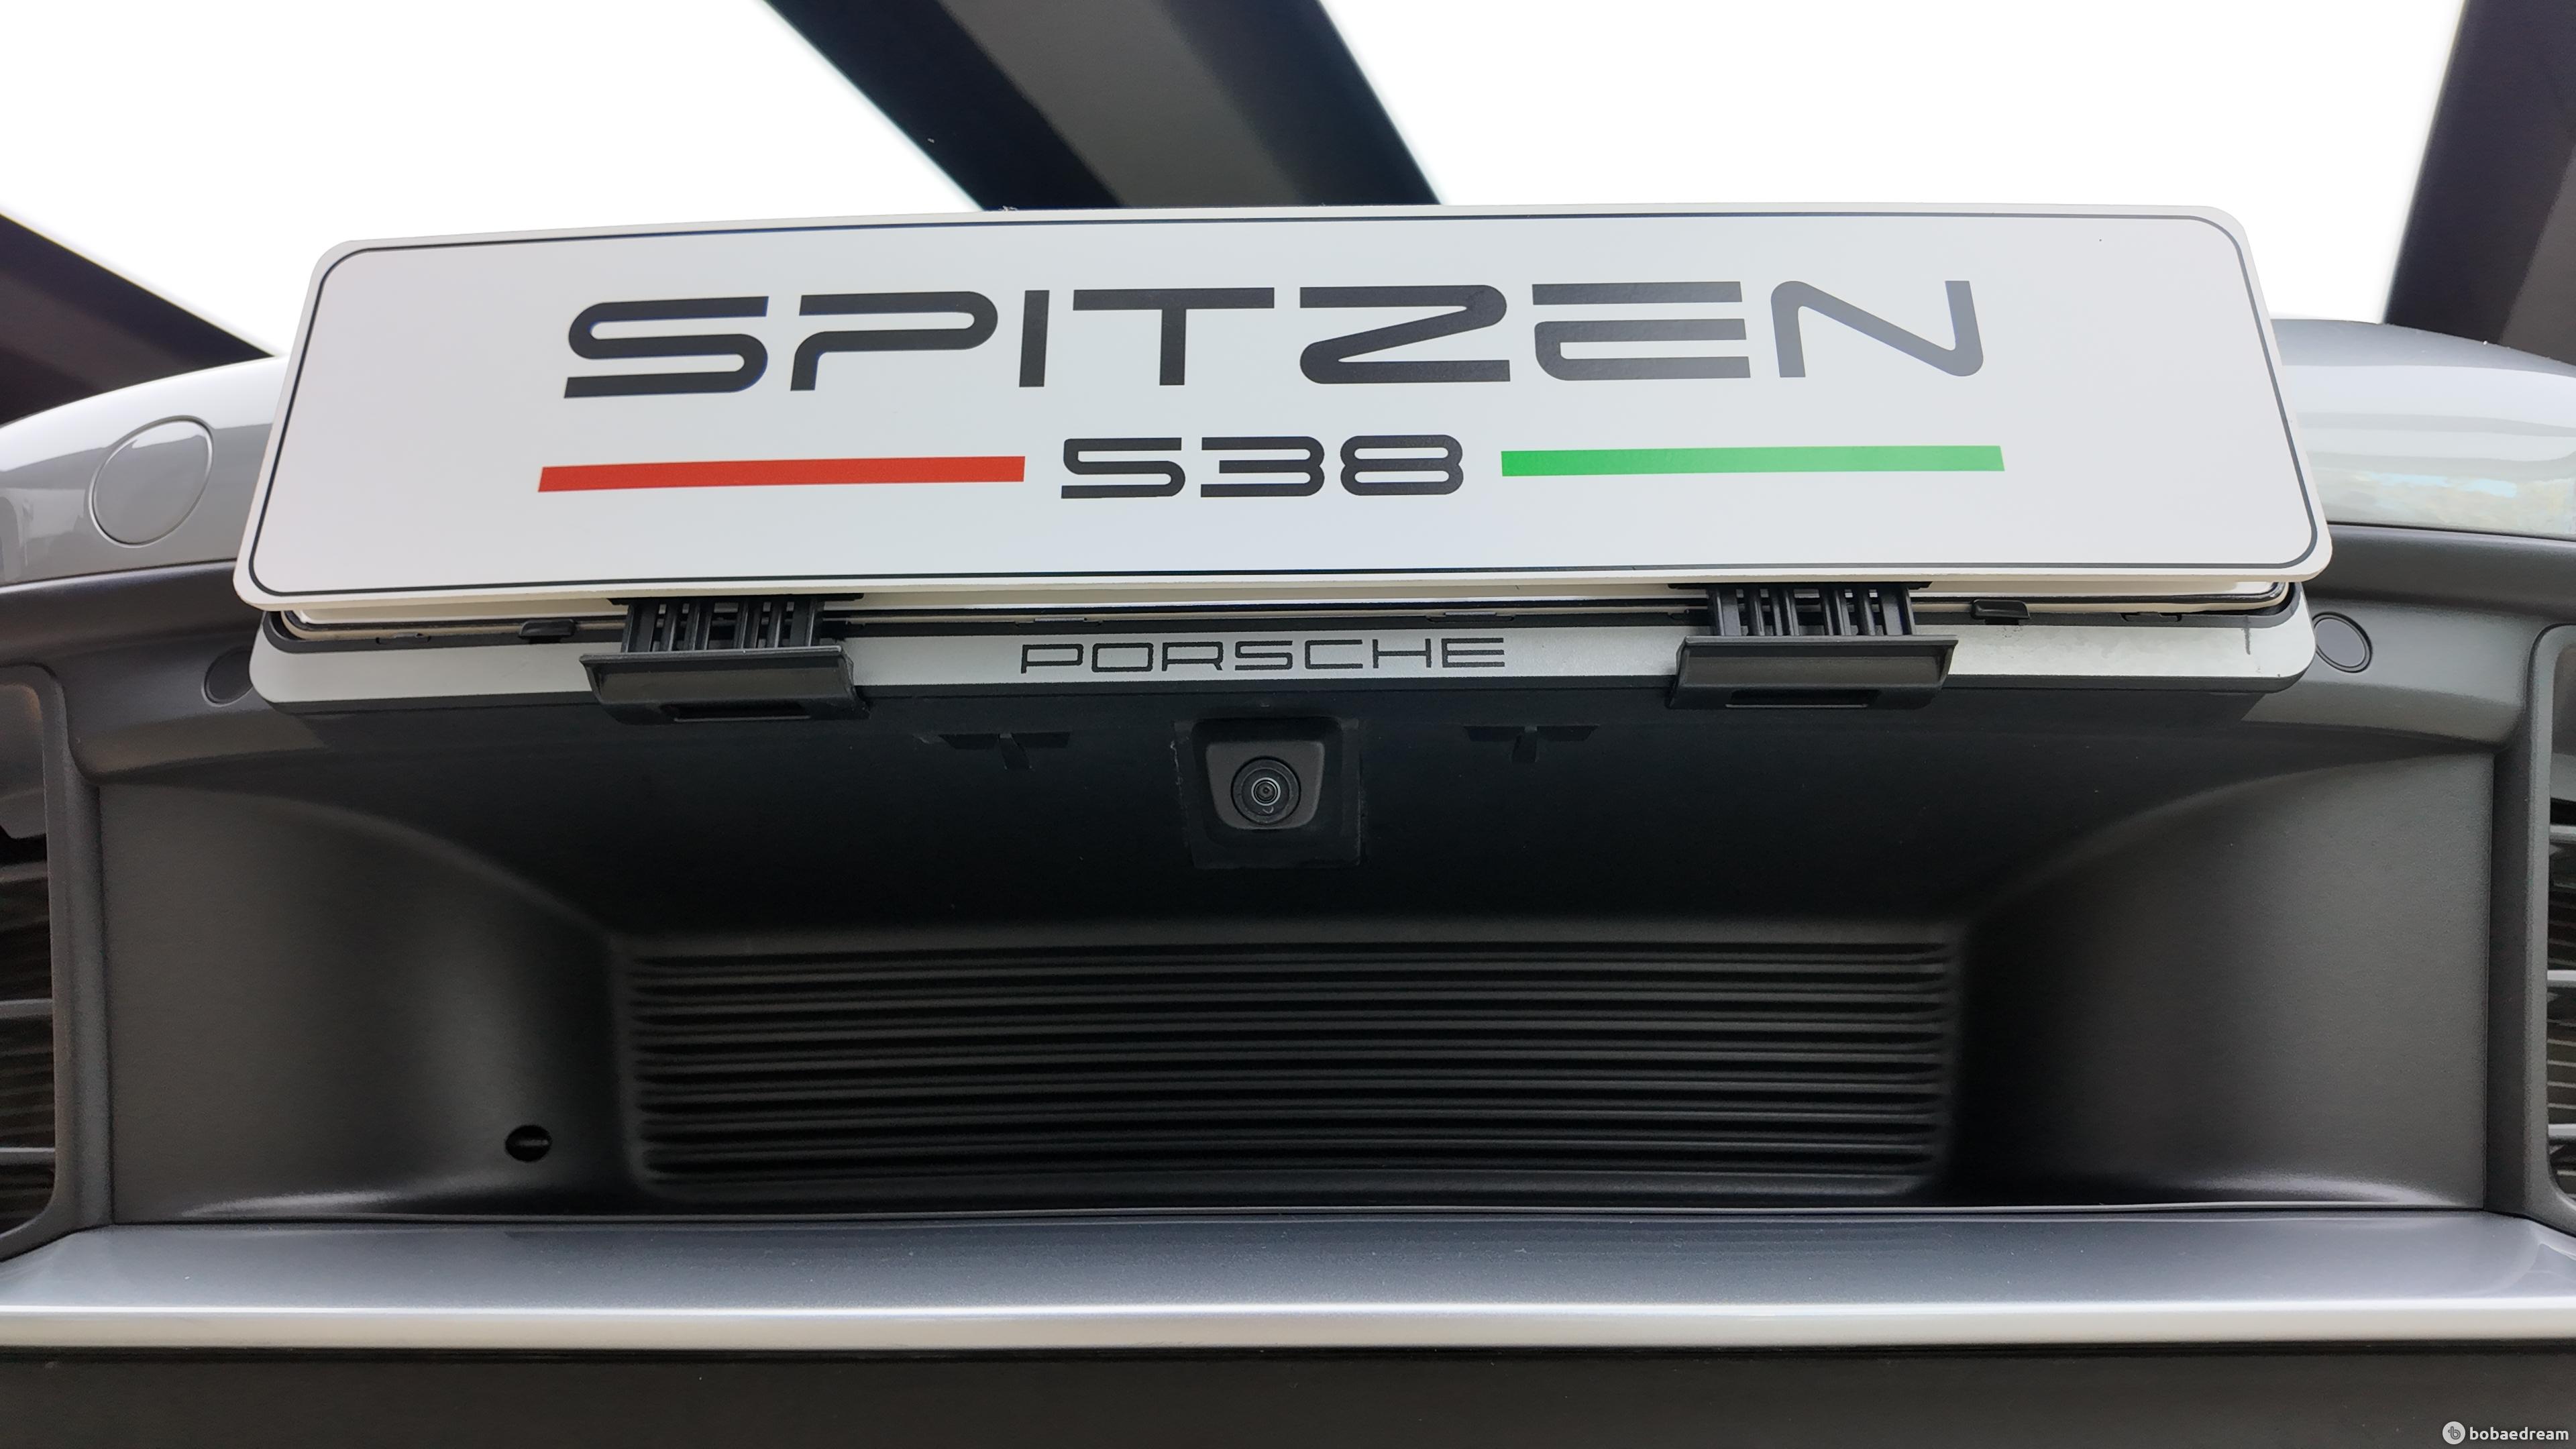 SPITZEN
538
PORSCHE
bobaedream